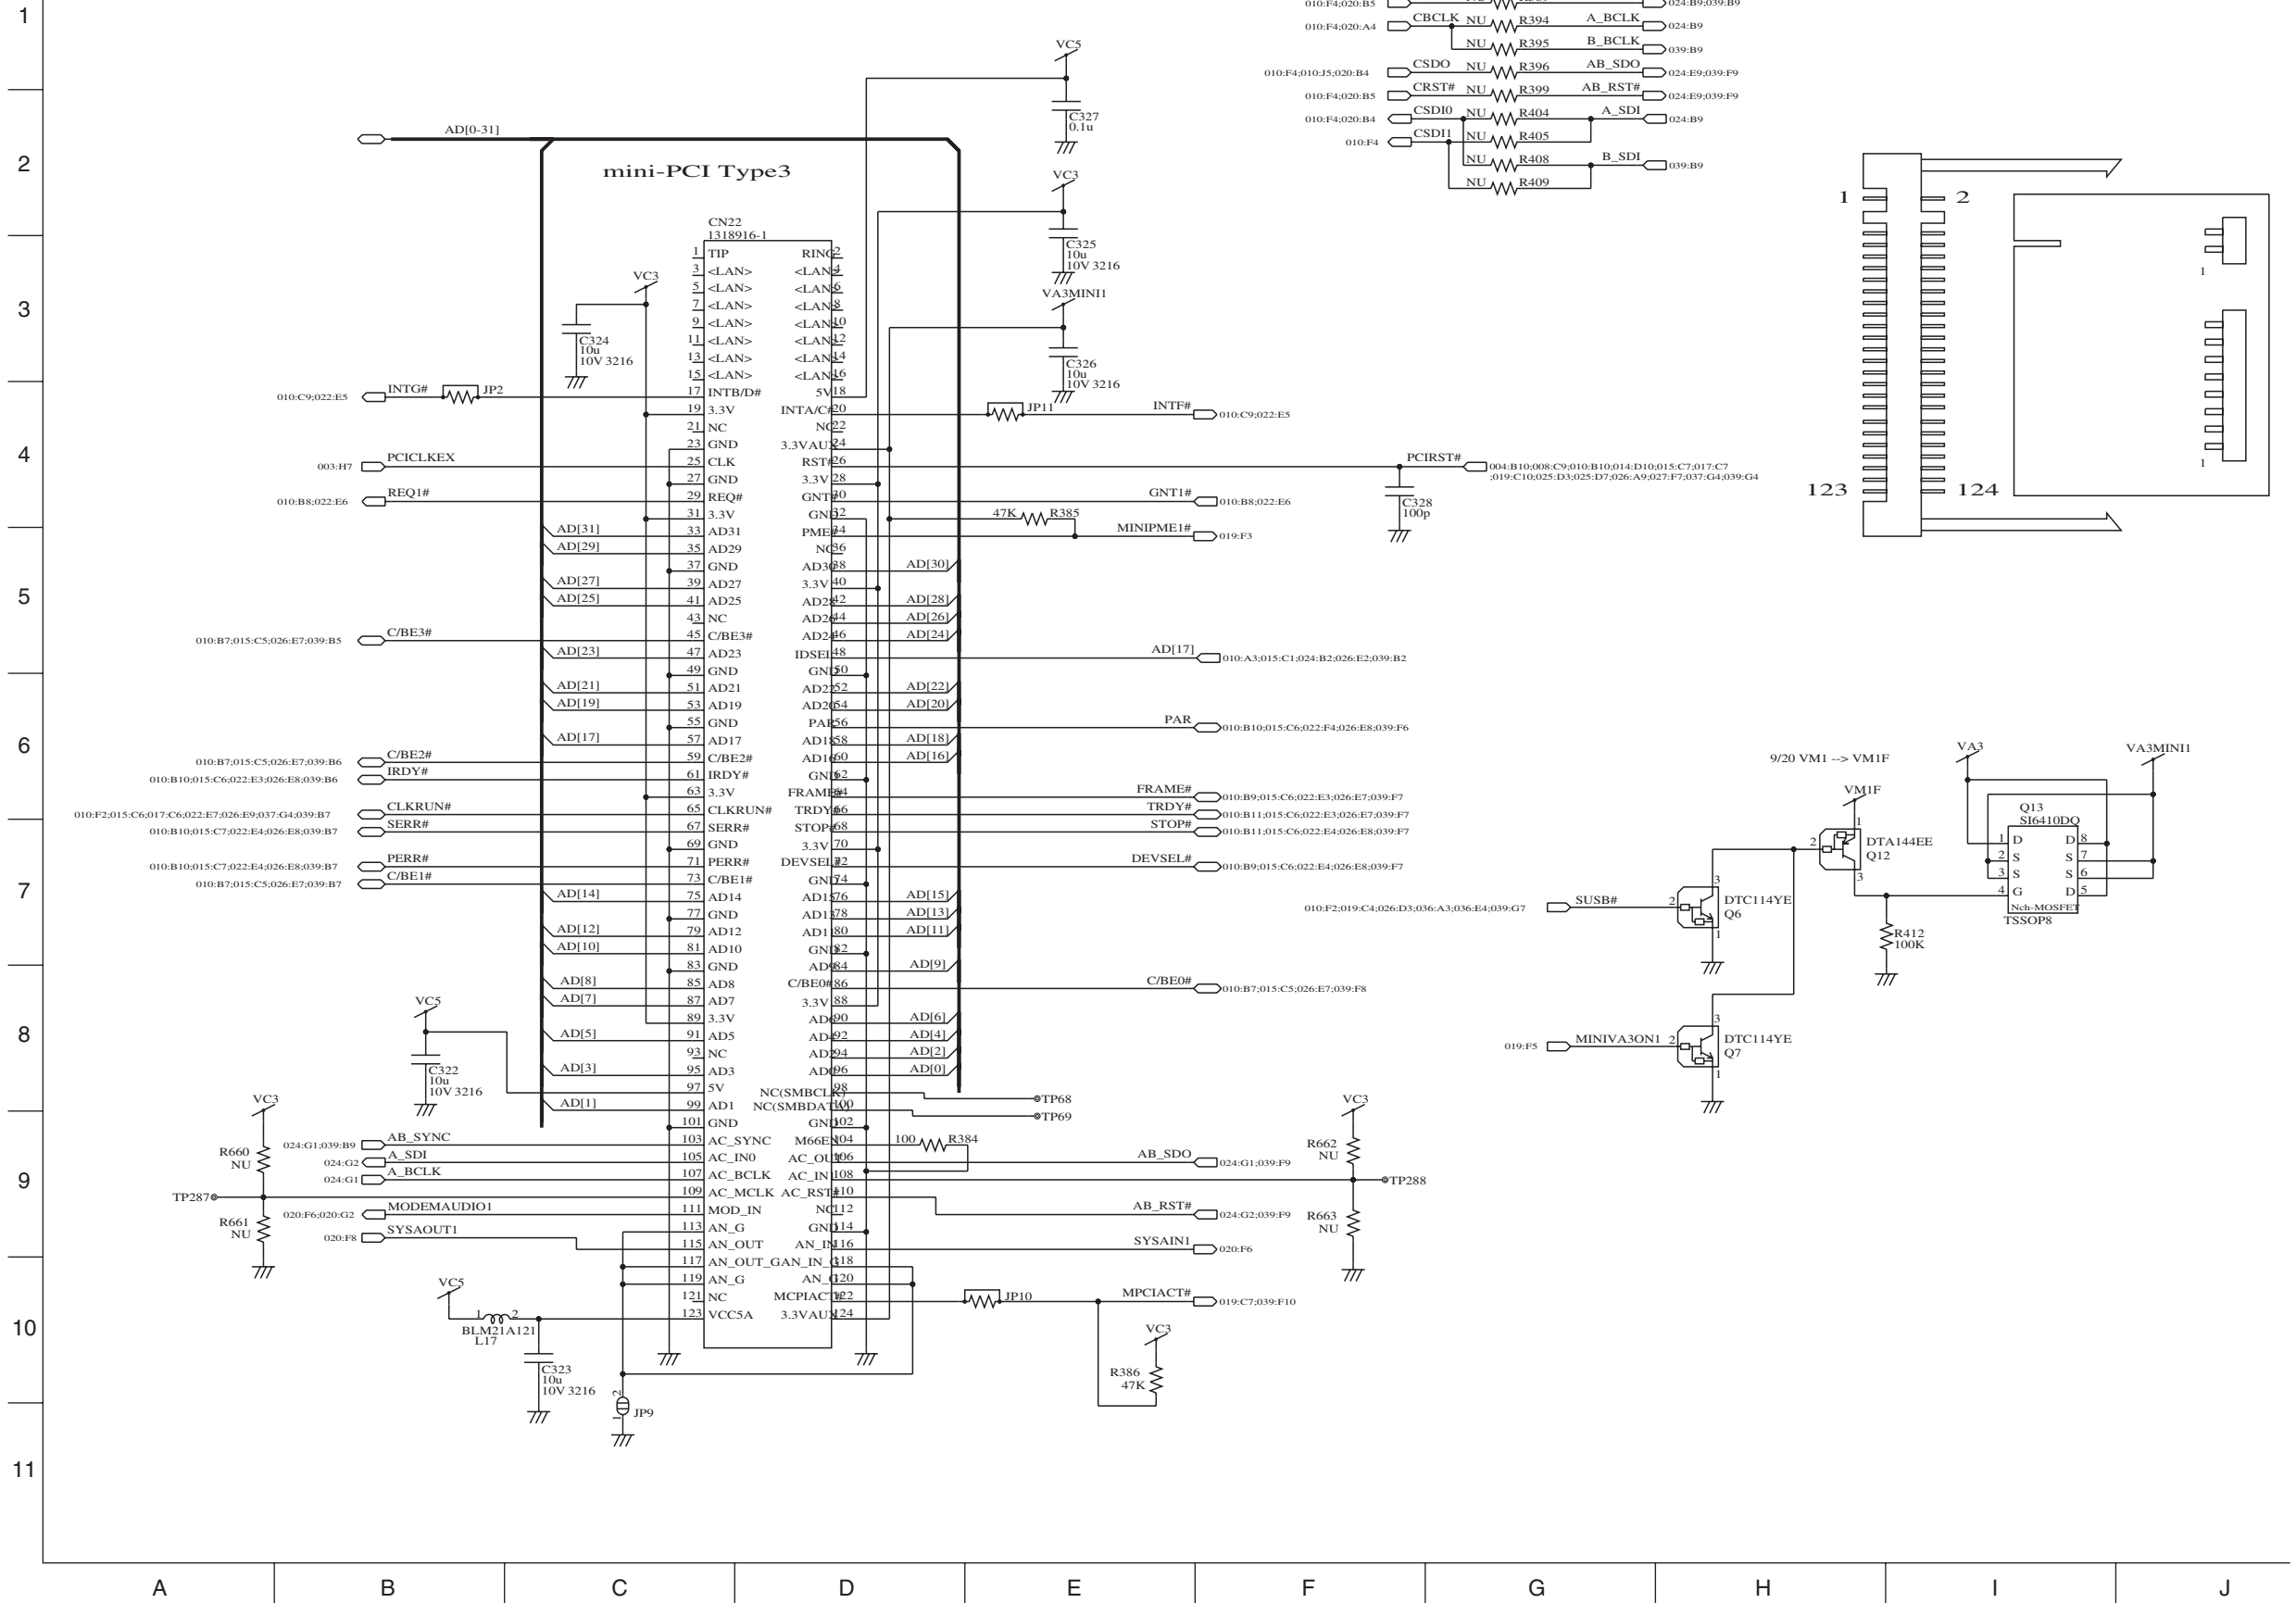 1
010:F4;020:B5
024:B9;039:B9
010:F4;020:A4 CBCLK NU R394 A_BCLK 024:B9
NU R395 B_BCLK 039:B9
010:F4;010:J5;020:B4 CSDO NU R396 AB_SDO 024:E9;039:F9
010:F4;020:B5 CRST# NU R399 AB_RST# 024:E9;039:F9
010:F4;020:B4 CSDI0 NU R404 A_SDI 024:B9
010:F4 CSDI1 NU R405
NU R408 B_SDI 039:B9
NU R409
2
AD[0-31]
mini-PCI Type3
VC5
C327
0.1u
VC3
C325
10u
10V 3216
VA3MINI1
C326
10u
10V 3216
1 2
123 124
1
1
3
VC3
C324
10u
10V 3216
CN22
1318916-1
1 TIP RING 2
3 <LAN> <LAN> 4
5 <LAN> <LAN> 6
7 <LAN> <LAN> 8
9 <LAN> <LAN> 10
11 <LAN> <LAN> 12
13 <LAN> <LAN> 14
15 <LAN> <LAN> 16
010:C9;022:E5 INTG# JP2 17 INTB/D# 5V 18
19 3.3V INTA/C# 20 JP11 INTF# 010:C9;022:E5
21 NC NC 22
4
23 GND 3.3VAUX 24
003:H7 PCICLKEX 25 CLK RST# 26 PCIRST# 004:B10;008:C9;010:B10;014:D10;015:C7;017:C7
;019:C10;025:D3;025:D7;026:A9;027:F7;037:G4;039:G4
27 GND 3.3V 28
010:B8;022:E6 REQ1# 29 REQ# GNT# 30 GNT1# 010:B8;022:E6
C328
100p
31 3.3V GND 32 47K R385
AD[31] 33 AD31 PME# 34 MINIPME1# 019:F3
AD[29] 35 AD29 NC 36
37 GND AD30 38 AD[30]
5
AD[27] 39 AD27 3.3V 40
AD[25] 41 AD25 AD28 42 AD[28]
43 NC AD26 44 AD[26]
010:B7;015:C5;026:E7;039:B5 C/BE3# 45 C/BE3# AD24 46 AD[24]
AD[23] 47 AD23 IDSEL 48 AD[17] 010:A3;015:C1;024:B2;026:E2;039:B2
49 GND GND 50
AD[21] 51 AD21 AD22 52 AD[22]
AD[19] 53 AD19 AD20 54 AD[20]
55 GND PAR 56 PAR 010:B10;015:C6;022:F4;026:E8;039:F6
6
AD[17] 57 AD17 AD18 58 AD[18]
010:B7;015:C5;026:E7;039:B6 C/BE2# 59 C/BE2# AD16 60 AD[16]
010:B10;015:C6;022:E3;026:E8;039:B6 IRDY# 61 IRDY# GND 62
63 3.3V FRAME# 64 FRAME# 010:B9;015:C6;022:E3;026:E7;039:F7
010:F2;015:C6;017:C6;022:E7;026:E9;037:G4;039:B7 CLKRUN# 65 CLKRUN# TRDY# 66 TRDY# 010:B11;015:C6;022:E3;026:E7;039:F7
010:B10;015:C7;022:E4;026:E8;039:B7 SERR# 67 SERR# STOP# 68 STOP# 010:B11;015:C6;022:E4;026:E8;039:F7
69 GND 3.3V 70
010:B10;015:C7;022:E4;026:E8;039:B7 PERR# 71 PERR# DEVSEL# 72 DEVSEL# 010:B9;015:C6;022:E4;026:E8;039:F7
7
010:B7;015:C5;026:E7;039:B7 C/BE1# 73 C/BE1# GND 74
AD[14] 75 AD14 AD15 76 AD[15]
77 GND AD13 78 AD[13]
AD[12] 79 AD12 AD11 80 AD[11]
AD[10] 81 AD10 GND 82
83 GND AD9 84 AD[9]
AD[8] 85 AD8 C/BE0# 86 C/BE0# 010:B7;015:C5;026:E7;039:F8
AD[7] 87 AD7 3.3V 88
89 3.3V AD6 90 AD[6]
8
AD[5] 91 AD5 AD4 92 AD[4]
93 NC AD2 94 AD[2]
AD[3] 95 AD3 AD0 96 AD[0]
97 5V NC(SMBCLK) 98 TP68
AD[1] 99 AD1 NC(SMBDATA) 100 TP69
VC5
C322
10u
10V 3216
101 GND GND 102
024:G1;039:B9 AB_SYNC 103 AC_SYNC M66EN 104 100 R384
024:G2 A_SDI 105 AC_IN0 AC_OUT 106 AB_SDO 024:G1;039:F9
9
024:G1 A_BCLK 107 AC_BCLK AC_IN 108 TP288
TP287 109 AC_MCLK AC_RST# 110
020:F6;020:G2 MODEMAUDIO1 111 MOD_IN NC 112 AB_RST# 024:G2;039:F9
113 AN_G GND 114
020:F8 SYSAOUT1 115 AN_OUT AN_IN 116 SYSAIN1 020:F6
117 AN_OUT_G AN_IN_G 118
119 AN_G AN_G 120
121 NC MCPIACT# 122 JP10 MPCIACT# 019:C7;039:F10
123 VCC5A 3.3VAUX 124
VC3
R660
NU
R661
NU
VC3
R662
NU
R663
NU
10
VC5
1 2
BLM21A121
L17
C323
10u
10V 3216
2
1 JP9
VC3
R386
47K
9/20 VM1 --> VM1F
VM1F
1
2 DTA144EE
Q12
3
VA3
VA3MINI1
Q13
SI6410DQ
1 D D 8
2 S S 7
3 S S 6
4 G D 5
Nch-MOSFET
TSSOP8
010:F2;019:C4;026:D3;036:A3;036:E4;039:G7 SUSB# 2
3
DTC114YE
Q6
1
R412
100K
019:F5 MINIVA3ON1 2
3
DTC114YE
Q7
1
11
A B C D E F G H I J